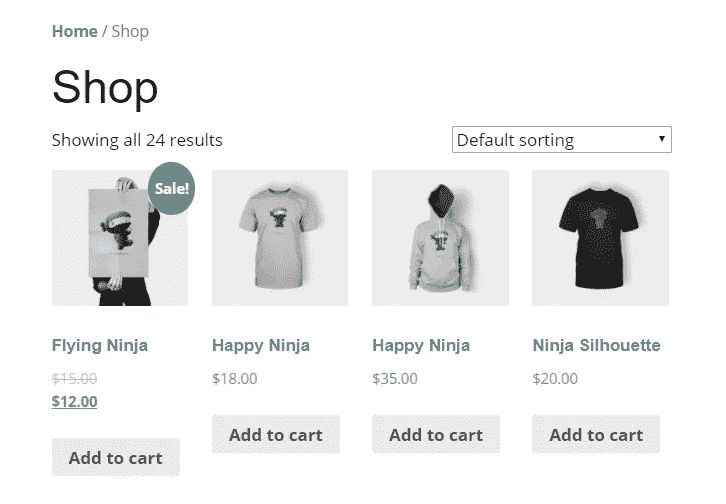 Home / Shop
Shop
Showing all 24 results
Default sorting
Sale!
Flying Ninja
Happy Ninja
Happy Ninja
Ninja Silhouette
$15.00
$18.00
$35.00
$20.00
$12.00
Add to cart
Add to cart
Add to cart
Add to cart